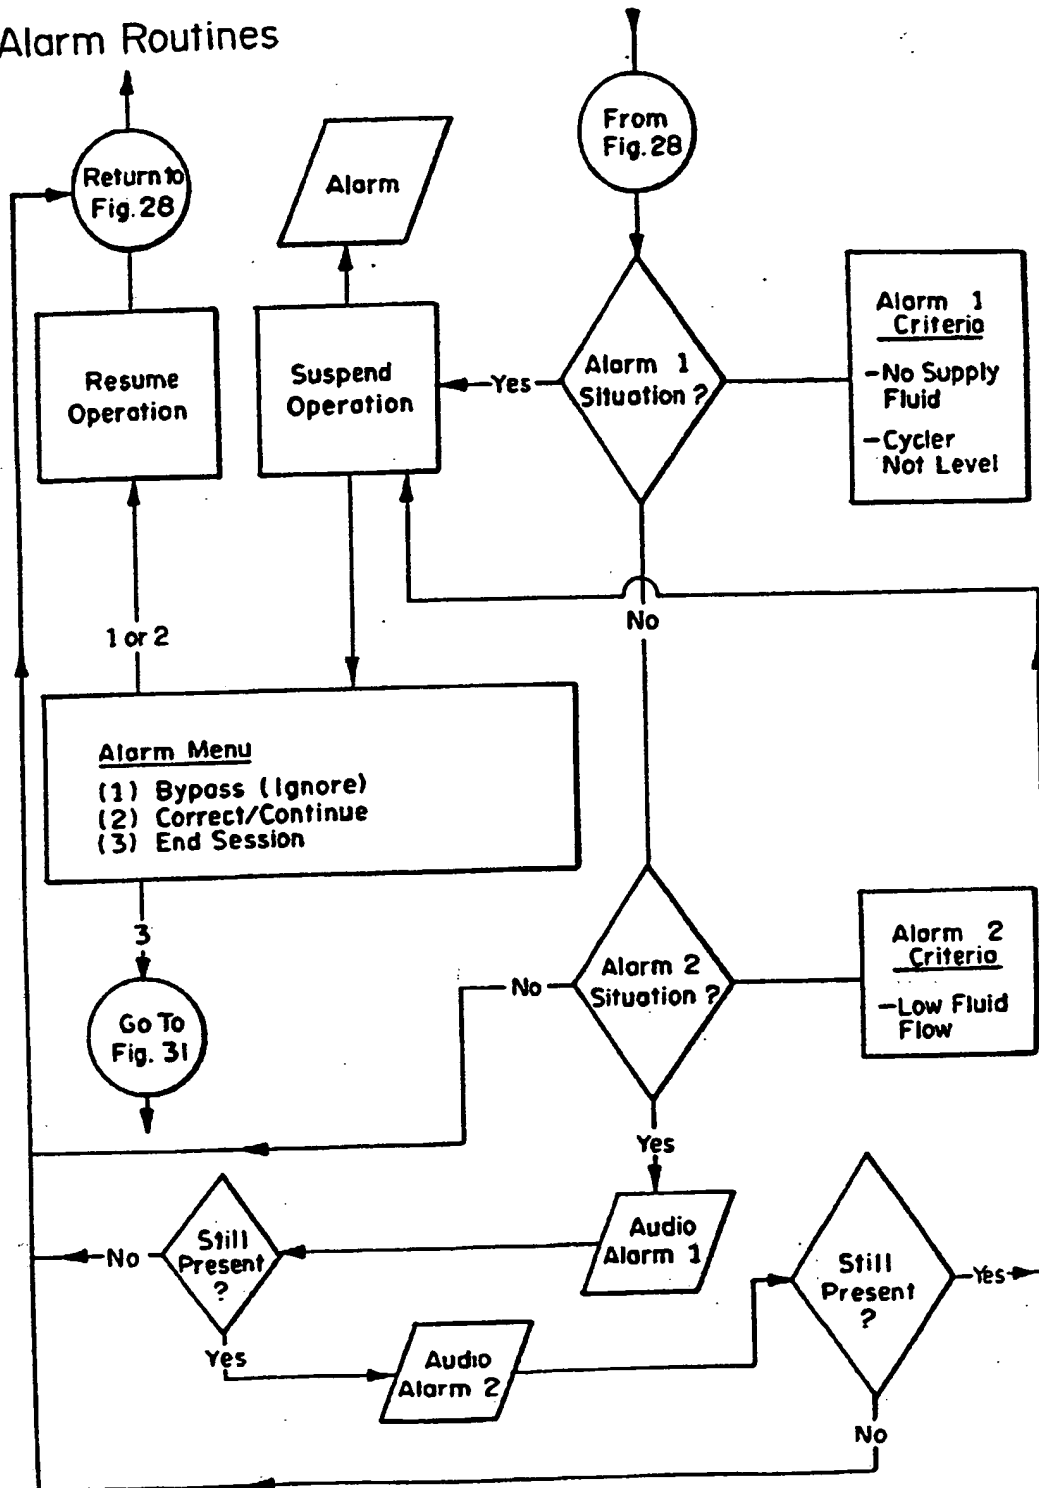 Alarm Routines
From
Fig. 28
Return to
Fig. 28
Alarm
Resume
Operation
Suspend
Operation
Yes
Alarm 1
Situation ?
Alarm 1
Criteria
-No Supply
Fluid
-Cycler
Not Level
No
1 or 2
Alarm Menu
(1) Bypass (Ignore)
(2) Correct/Continue
(3) End Session
3
Go To
Fig. 31
No
Alarm 2
Situation ?
Alarm 2
Criteria
-Low Fluid
Flow
Yes
Audio
Alarm 1
Still
Present
?
No
Yes
Audio
Alarm 2
Still
Present
?
Yes
No